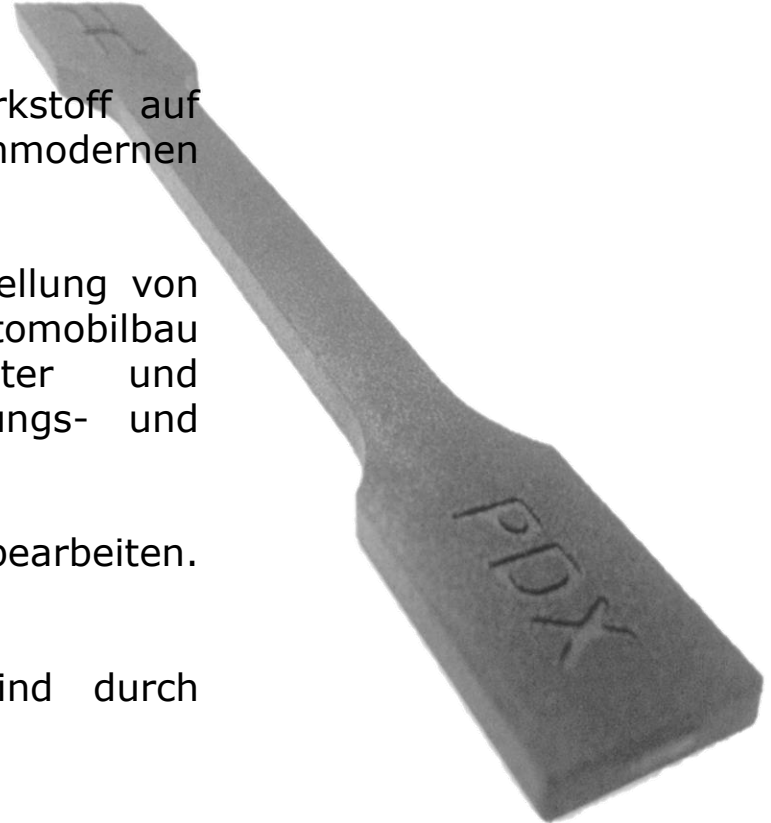 rkstoff auf
nmodernen
ellung von
tomobilbau
ter und
ungs- und
bearbeiten.
ind durch
PDX